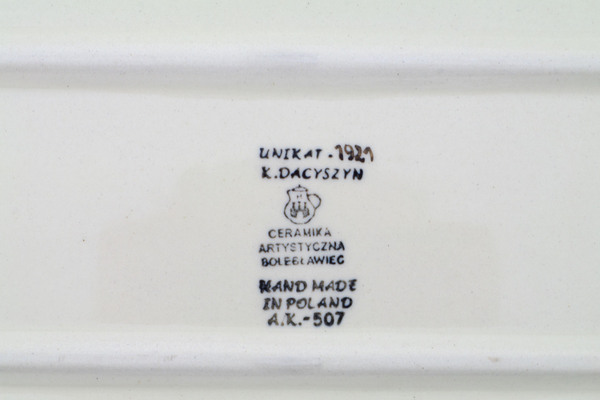 UNIKAT - 1921
K. DACYSZYN
CERAMIKA
ARTYSTYCZNA
BOLESŁAWIEC
HAND MADE
IN POLAND
A.K.-507